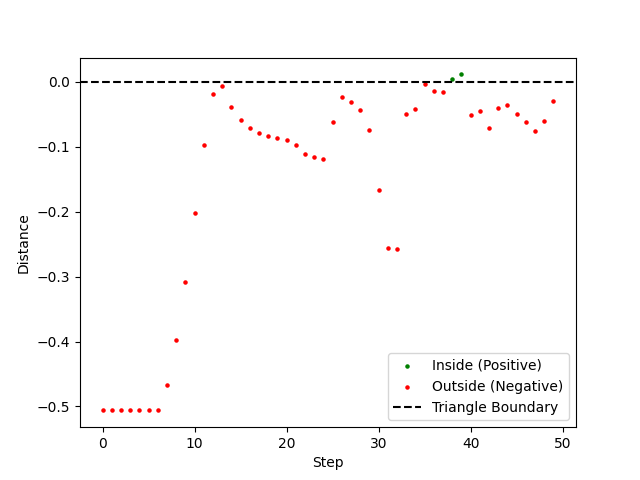 0.0
−0.1
−0.2
−0.3
−0.4
−0.5
Distance
Inside (Positive)
Outside (Negative)
Triangle Boundary
0 10 20 30 40 50
Step